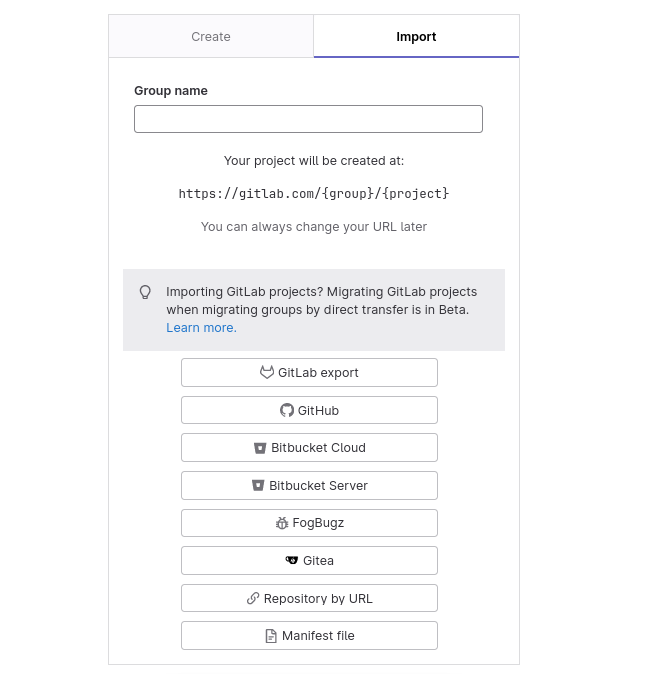 Create
Import
Group name
Your project will be created at:
https://gitlab.com/{group}/{project}
You can always change your URL later
Importing GitLab projects? Migrating GitLab projects
when migrating groups by direct transfer is in Beta.
Learn more.
GitLab export
GitHub
Bitbucket Cloud
Bitbucket Server
FogBugz
Gitea
Repository by URL
Manifest file